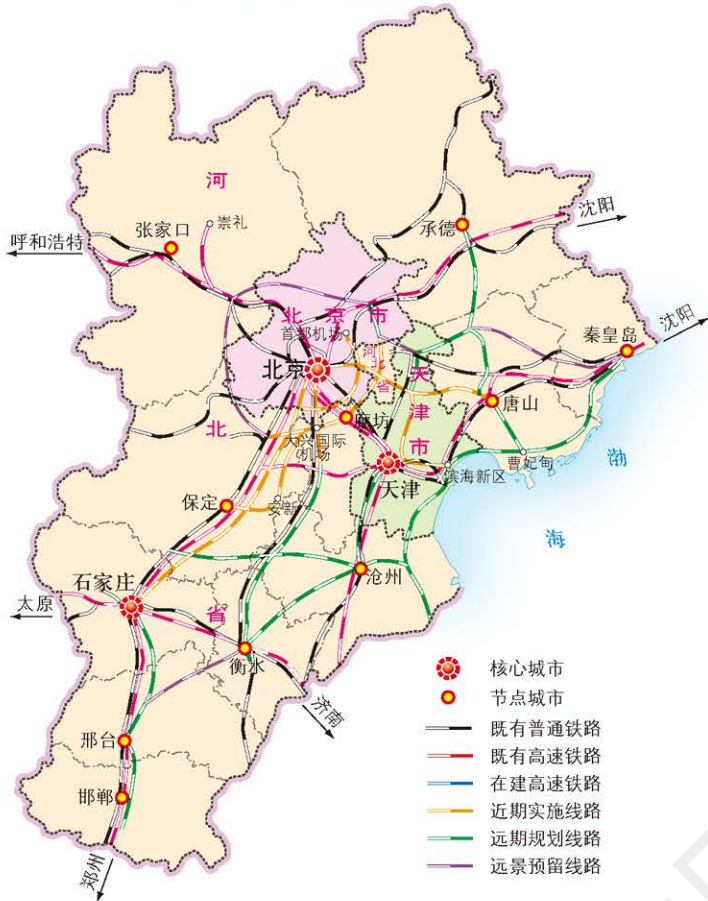 河
崇礼
张家口
呼和浩特
承德
沈阳
北京市
首都机场
沈阳
秦皇岛
河北省
北京
天津市
唐山
廊坊
北
大兴国际
机场
曹妃甸
滨海新区
天津
渤
海
保定
安新
沧州
石家庄
太原
省
衡水
济南
邢台
邯郸
郑州
核心城市
节点城市
既有普通铁路
既有高速铁路
在建高速铁路
近期实施线路
远期规划线路
远景预留线路